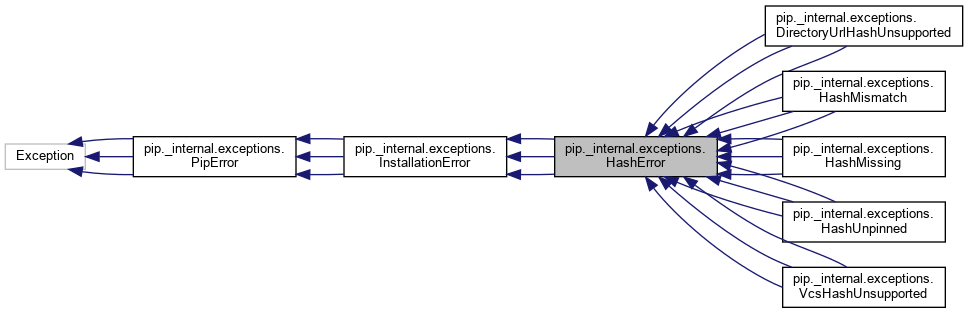 Exception
pip._internal.exceptions.
PipError
pip._internal.exceptions.
InstallationError
pip._internal.exceptions.
HashError
pip._internal.exceptions.
DirectoryUrlHashUnsupported
pip._internal.exceptions.
HashMismatch
pip._internal.exceptions.
HashMissing
pip._internal.exceptions.
HashUnpinned
pip._internal.exceptions.
VcsHashUnsupported